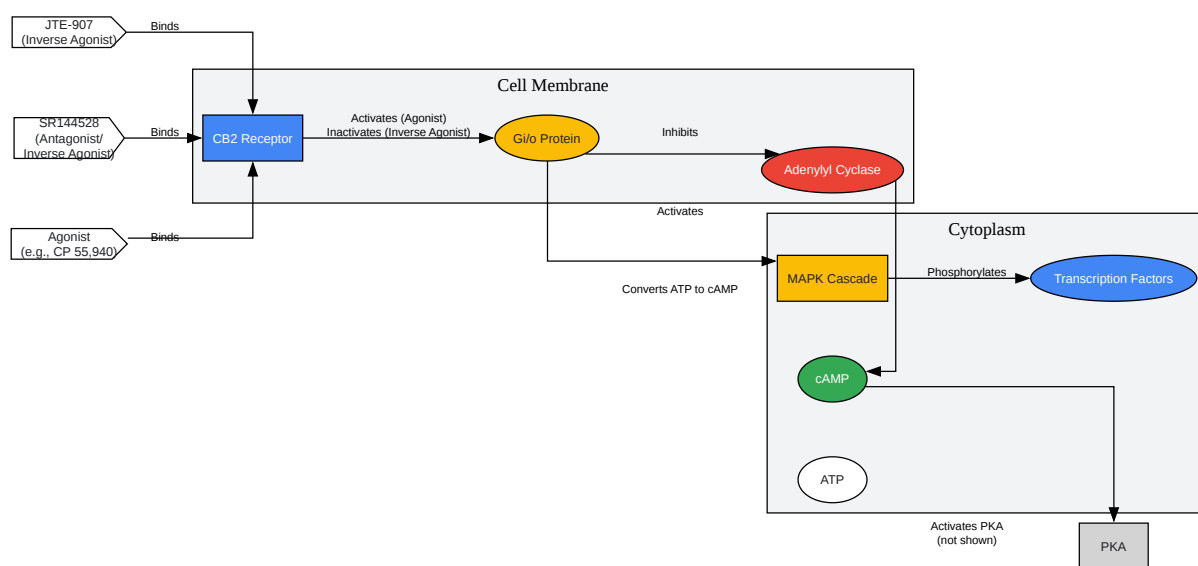 JTE-907
(Inverse Agonist)
Binds
Cell Membrane
SR144528
(Antagonist/
Inverse Agonist)
Binds
CB2 Receptor
Activates (Agonist)
Inactivates (Inverse Agonist)
Gi/o Protein
Inhibits
Adenylyl Cyclase
Agonist
(e.g., CP 55,940)
Binds
Activates
Cytoplasm
Converts ATP to cAMP
MAPK Cascade
Phosphorylates
Transcription Factors
cAMP
ATP
Activates PKA
(not shown)
PKA